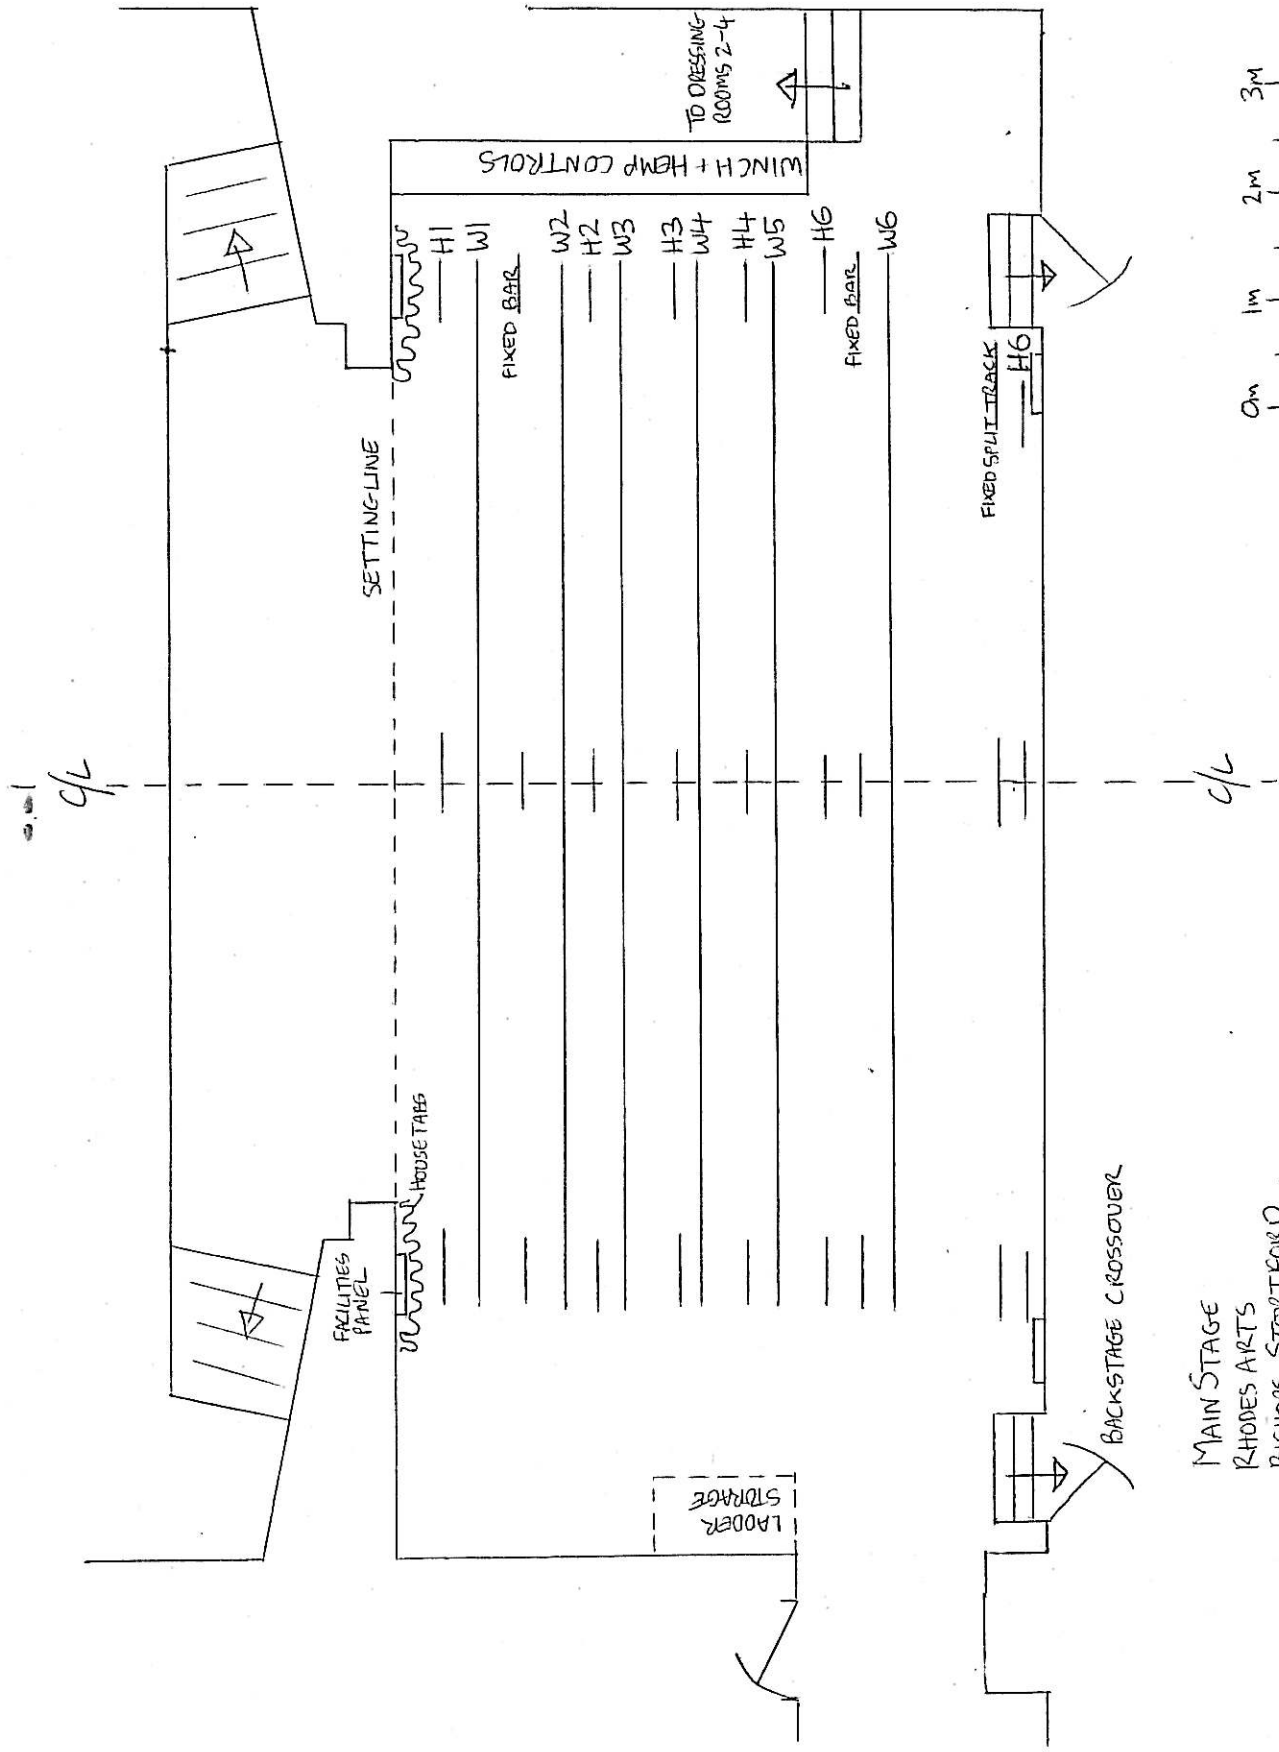 C/L
TO DRESSING
ROOMS 2-4
WINCH + HEMP CONTROLS
SETTING LINE
H1
W1
FIXED BAR
W2
H2
W3
H3
W4
H4
W5
H6
FIXED BAR
W6
FIXED SPLIT TRACK
H6
HOUSE TABS
FACILITIES
PANEL
LADDER
STORAGE
BACKSTAGE CROSSOVER
C/L
0m
1m
2m
3M
MAIN STAGE
RHODES ARTS
BISHOPS STORTFORD